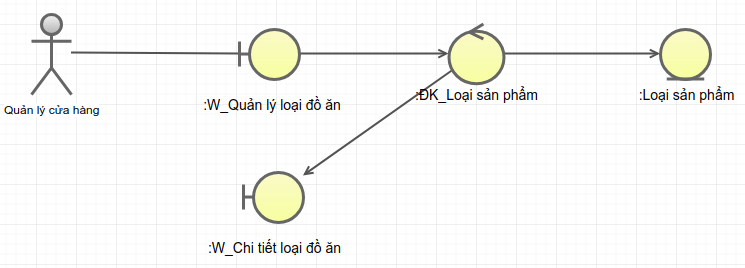 Quản lý cửa hàng
:W_Quản lý loại đồ ăn
:ĐK_Loại sản phẩm
:Loại sản phẩm
:W_Chi tiết loại đồ ăn